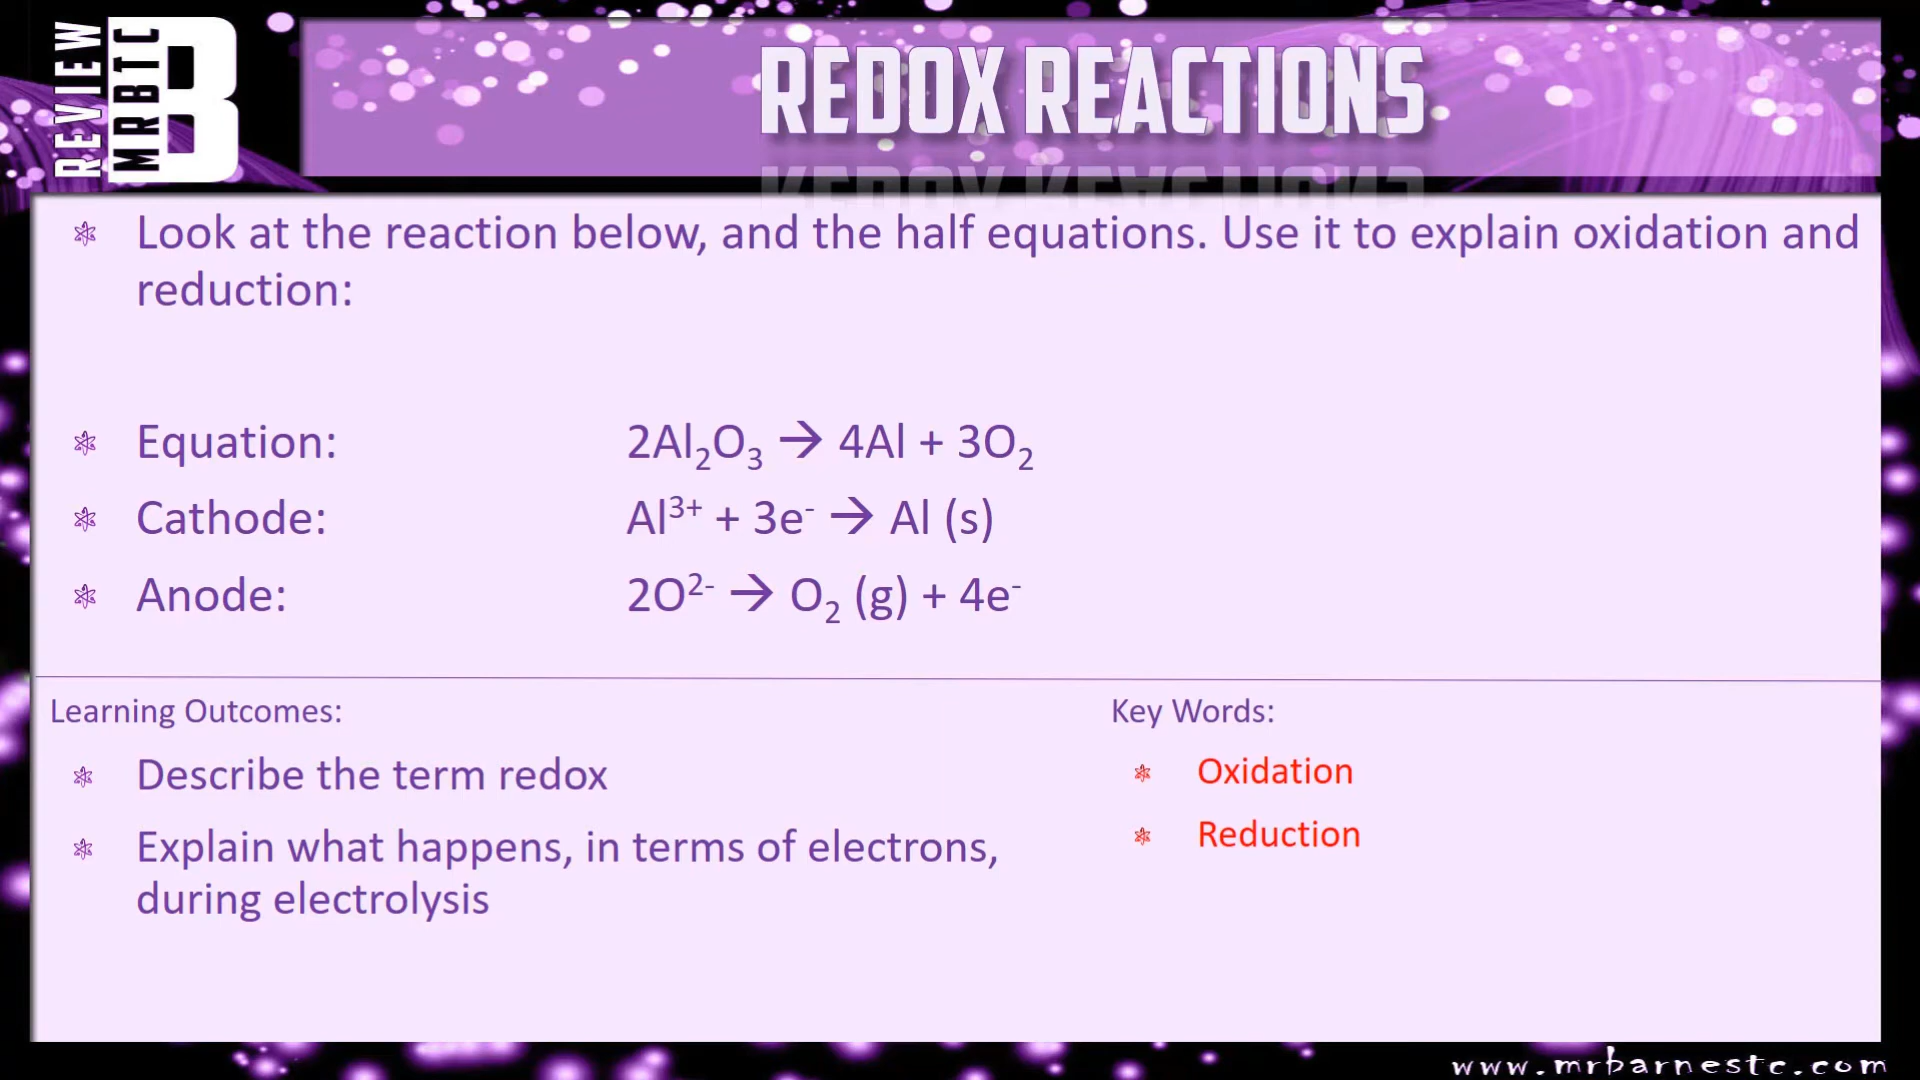 REVIEW
MRBTC
B
REDOX REACTIONS
Look at the reaction below, and the half equations. Use it to explain oxidation and
reduction:
Equation: 2Al₂O₃ → 4Al + 3O₂
Cathode: Al³⁺ + 3e⁻ → Al (s)
Anode: 2O²⁻ → O₂ (g) + 4e⁻
Learning Outcomes:
Describe the term redox
Explain what happens, in terms of electrons,
during electrolysis
Key Words:
Oxidation
Reduction
www.mrbarnestc.com